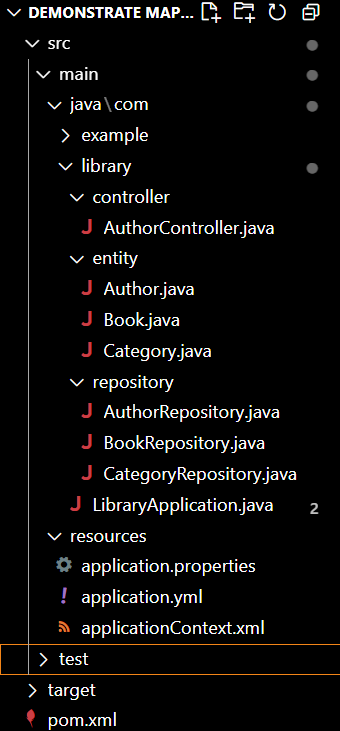 DEMONSTRATE MAP...
src
main
java\com
example
library
controller
AuthorController.java
entity
Author.java
Book.java
Category.java
repository
AuthorRepository.java
BookRepository.java
CategoryRepository.java
LibraryApplication.java 2
resources
application.properties
application.yml
applicationContext.xml
test
target
pom.xml